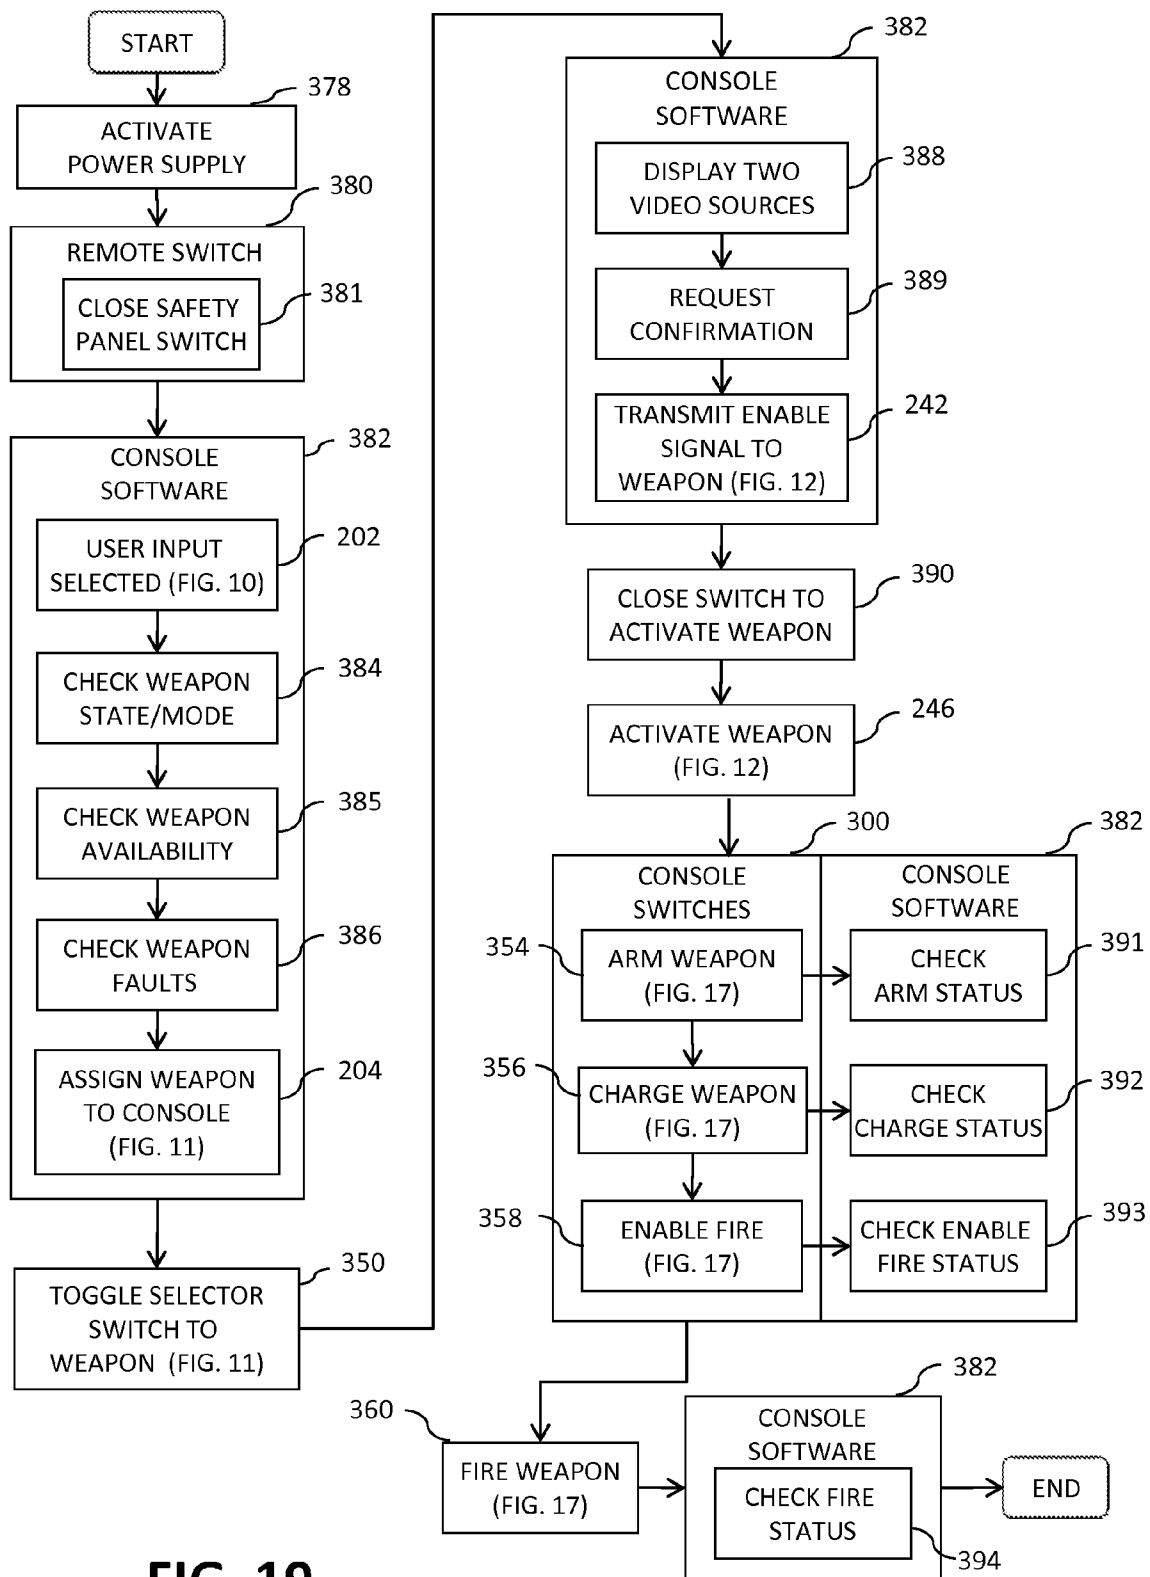 START
378
ACTIVATE
POWER SUPPLY
380
REMOTE SWITCH
381
CLOSE SAFETY
PANEL SWITCH
382
CONSOLE
SOFTWARE
202
USER INPUT
SELECTED (FIG. 10)
384
CHECK WEAPON
STATE/MODE
385
CHECK WEAPON
AVAILABILITY
386
CHECK WEAPON
FAULTS
204
ASSIGN WEAPON
TO CONSOLE
(FIG. 11)
350
TOGGLE SELECTOR
SWITCH TO
WEAPON (FIG. 11)
382
CONSOLE
SOFTWARE
388
DISPLAY TWO
VIDEO SOURCES
389
REQUEST
CONFIRMATION
242
TRANSMIT ENABLE
SIGNAL TO
WEAPON (FIG. 12)
390
CLOSE SWITCH TO
ACTIVATE WEAPON
246
ACTIVATE WEAPON
(FIG. 12)
300
CONSOLE
SWITCHES
382
CONSOLE
SOFTWARE
354
ARM WEAPON
(FIG. 17)
391
CHECK
ARM STATUS
356
CHARGE WEAPON
(FIG. 17)
392
CHECK
CHARGE STATUS
358
ENABLE FIRE
(FIG. 17)
393
CHECK ENABLE
FIRE STATUS
360
FIRE WEAPON
(FIG. 17)
382
CONSOLE
SOFTWARE
CHECK FIRE
STATUS
394
END
FIG. 19